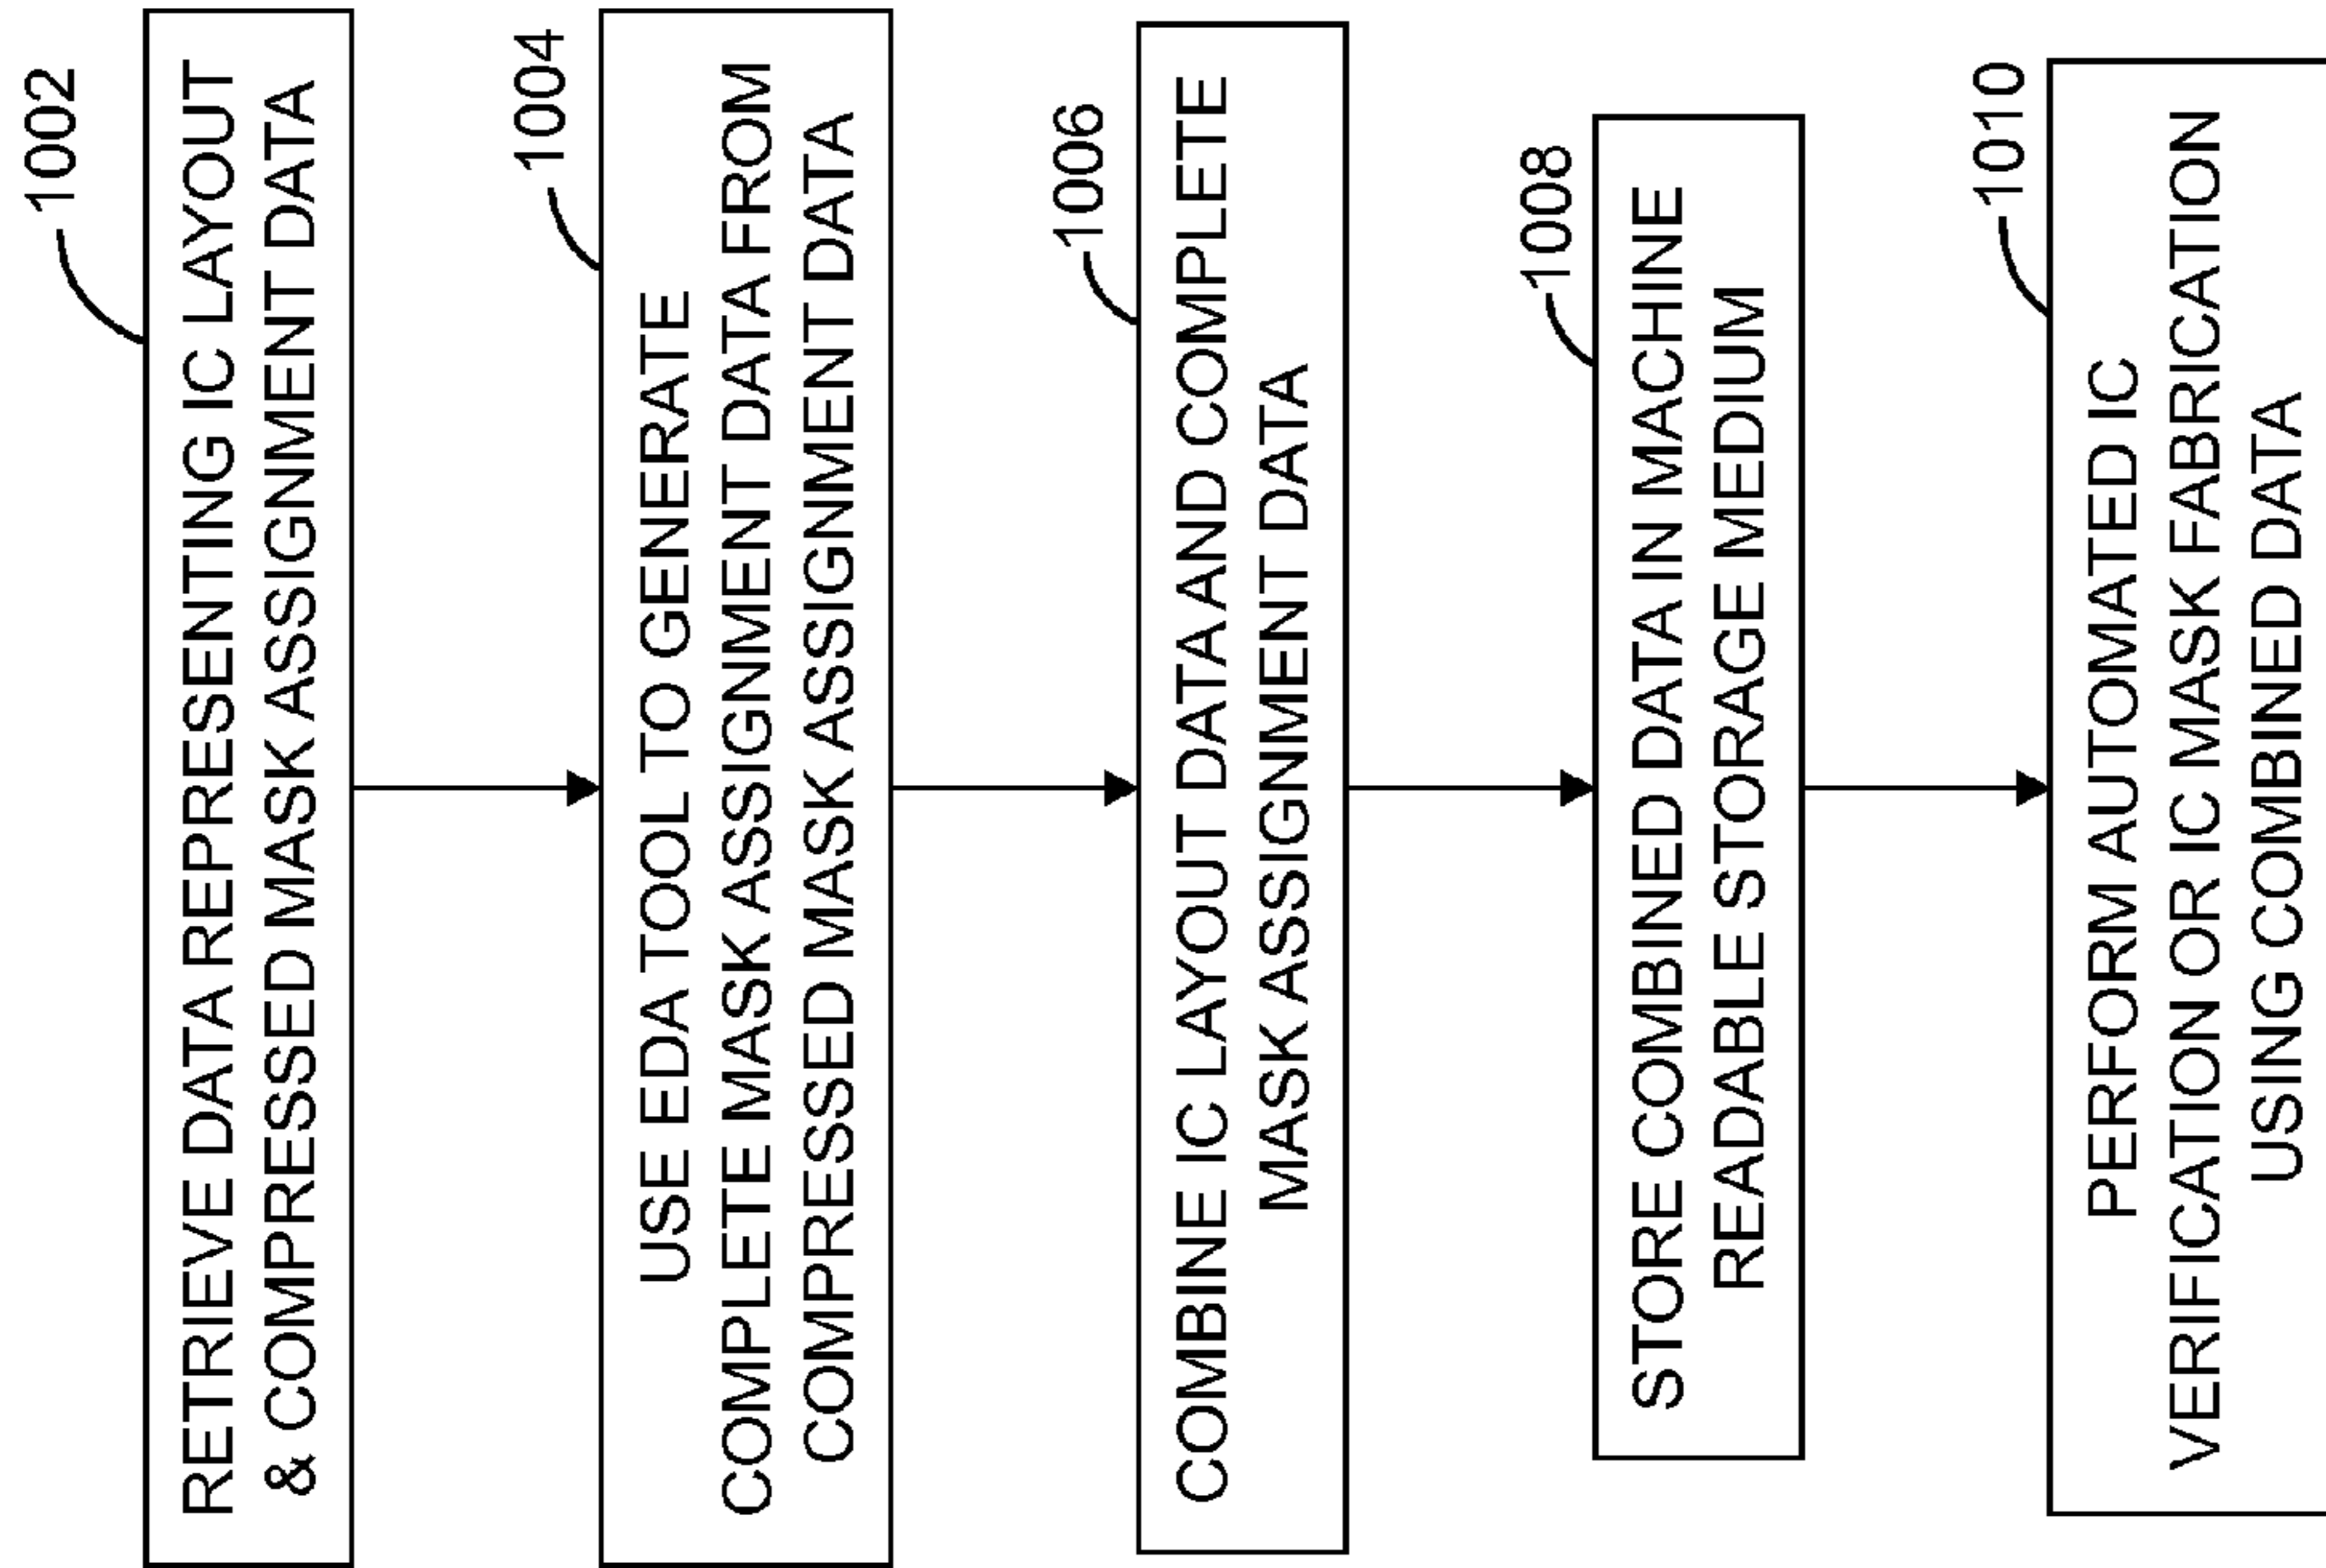 1002
RETRIEVE DATA REPRESENTING IC LAYOUT
& COMPRESSED MASK ASSIGNMENT DATA
1004
USE EDA TOOL TO GENERATE
COMPLETE MASK ASSIGNMENT DATA FROM
COMPRESSED MASK ASSIGNMENT DATA
1006
COMBINE IC LAYOUT DATA AND COMPLETE
MASK ASSIGNMENT DATA
1008
STORE COMBINED DATA IN MACHINE
READABLE STORAGE MEDIUM
1010
PERFORM AUTOMATED IC
VERIFICATION OR IC MASK FABRICATION
USING COMBINED DATA